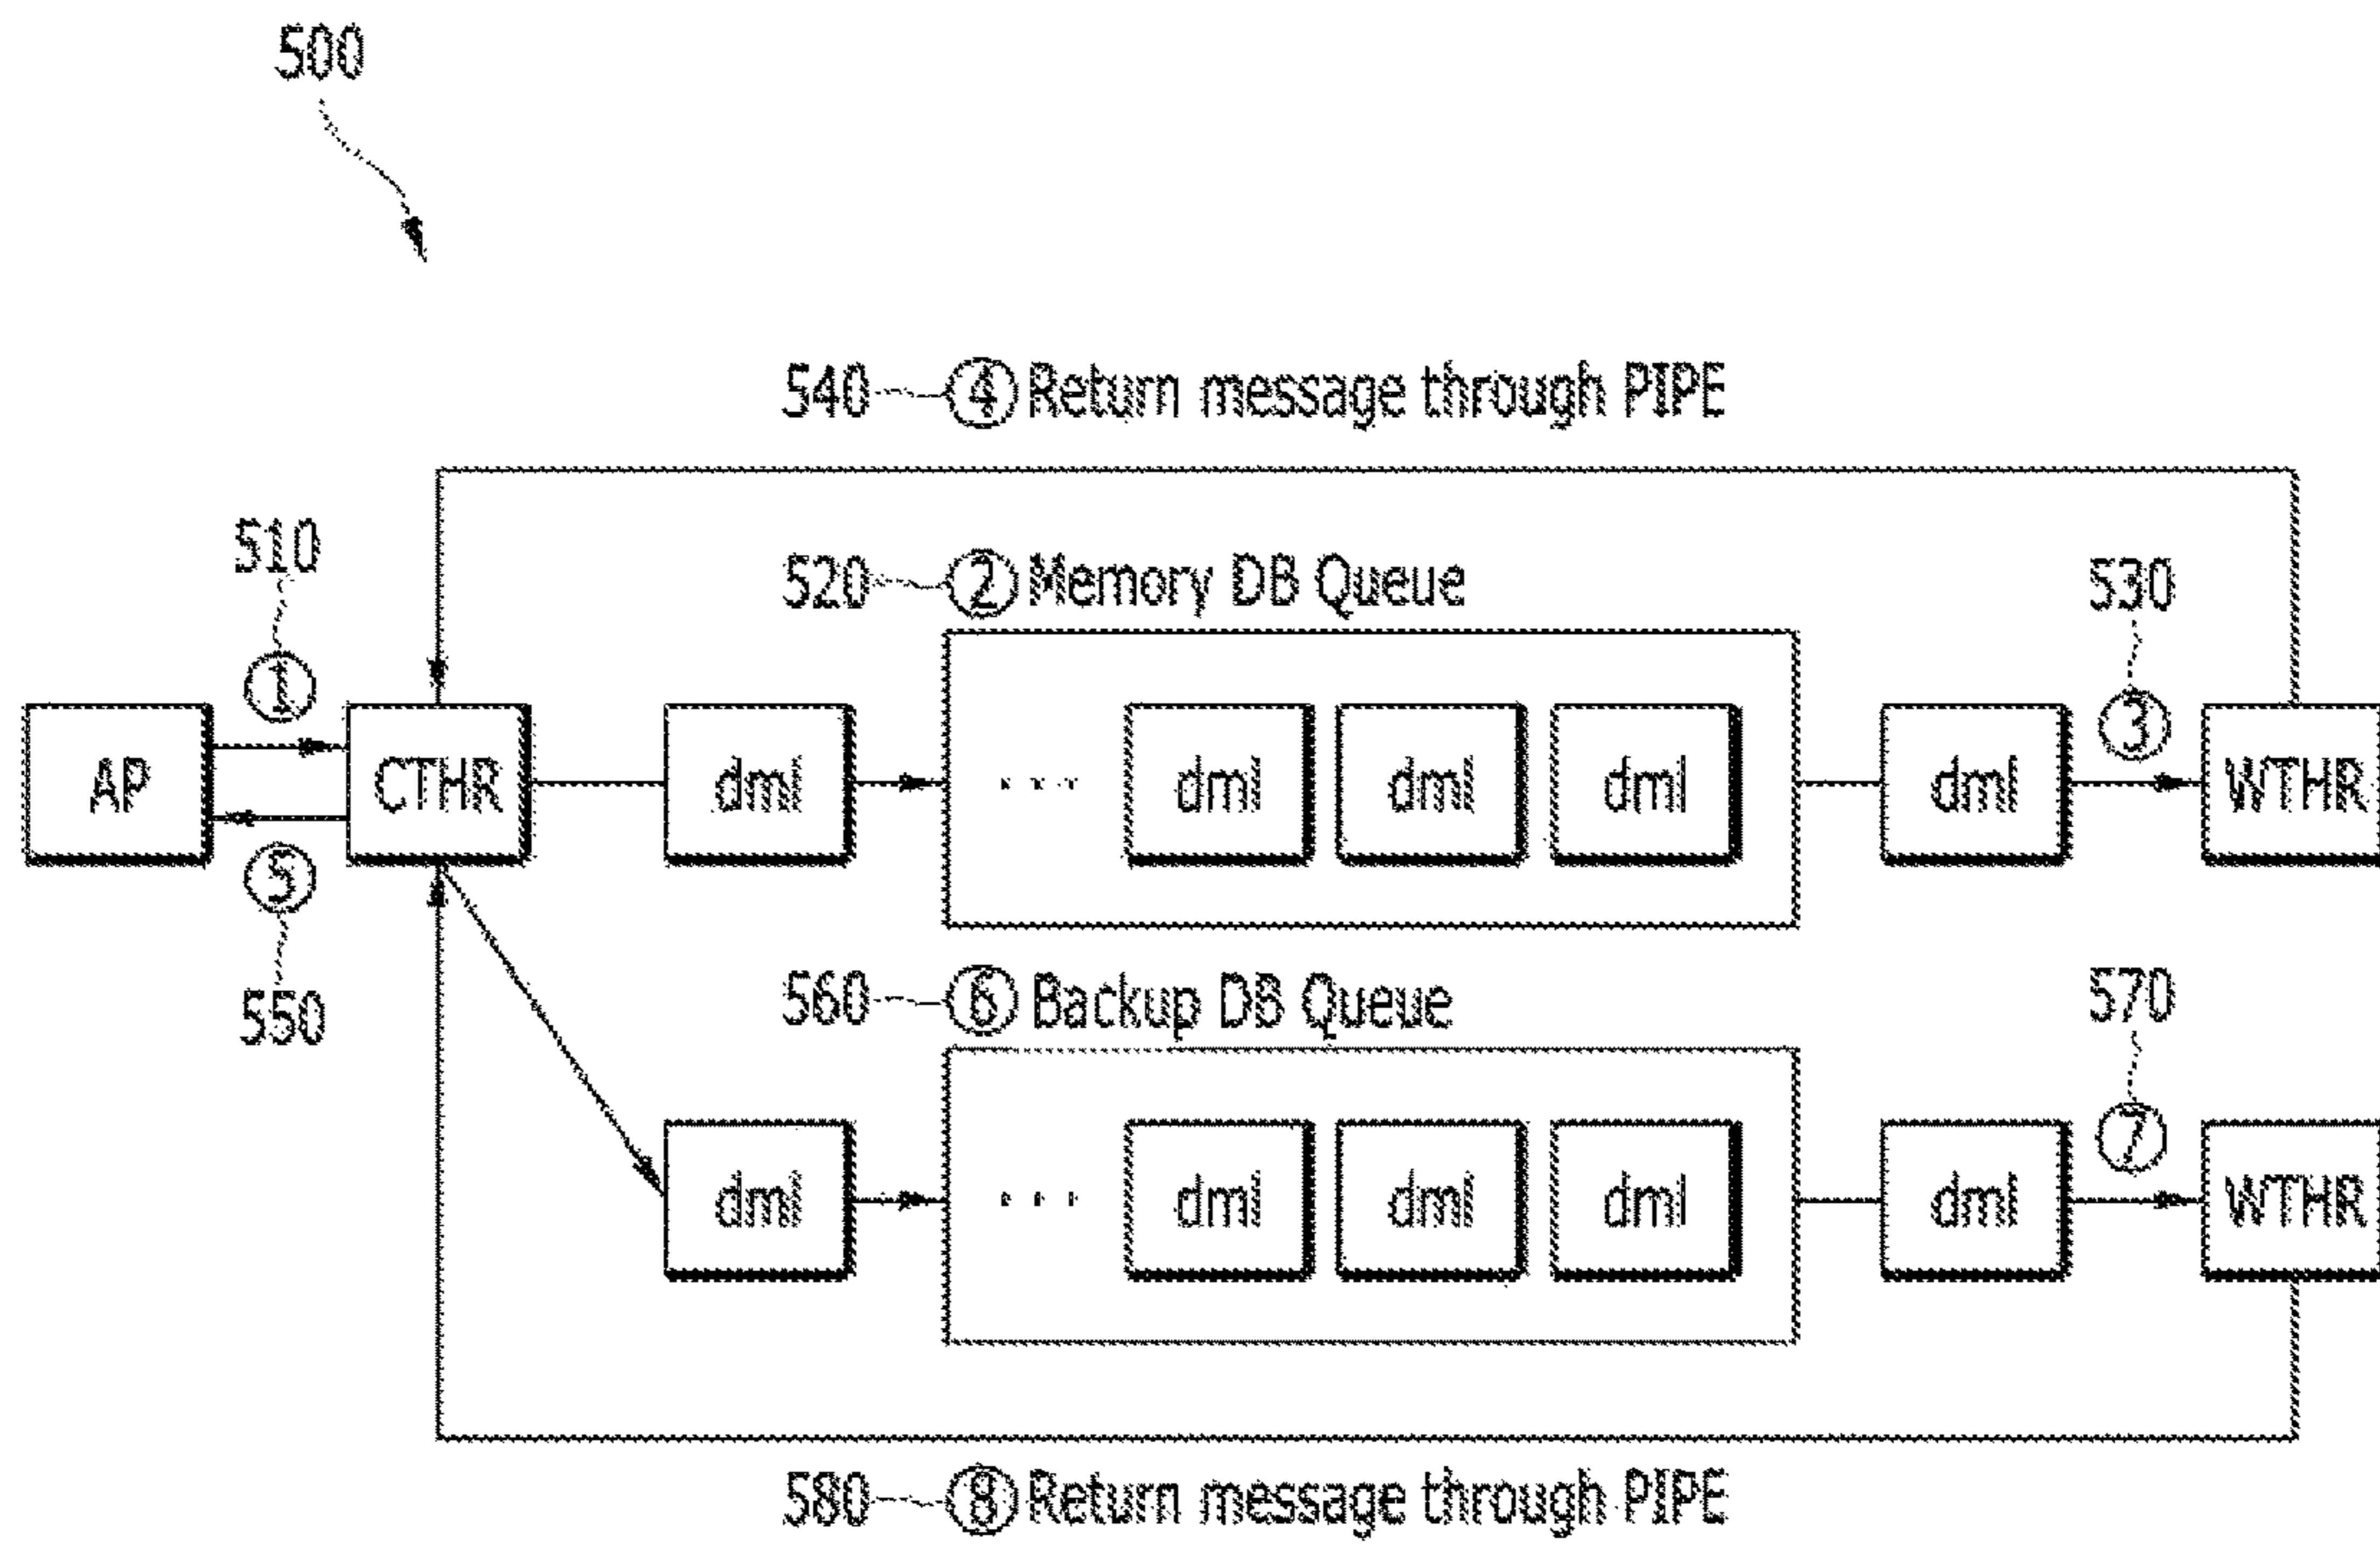 500
540 ④ Return message through PIPE
510
520 ② Memory DB Queue
530
①
③
AP
CTHR
dml
... dml dml dml
dml
WTHR
⑤
550
560 ⑥ Backup DB Queue
570
⑦
dml
... dml dml dml
dml
WTHR
580 ⑧ Return message through PIPE